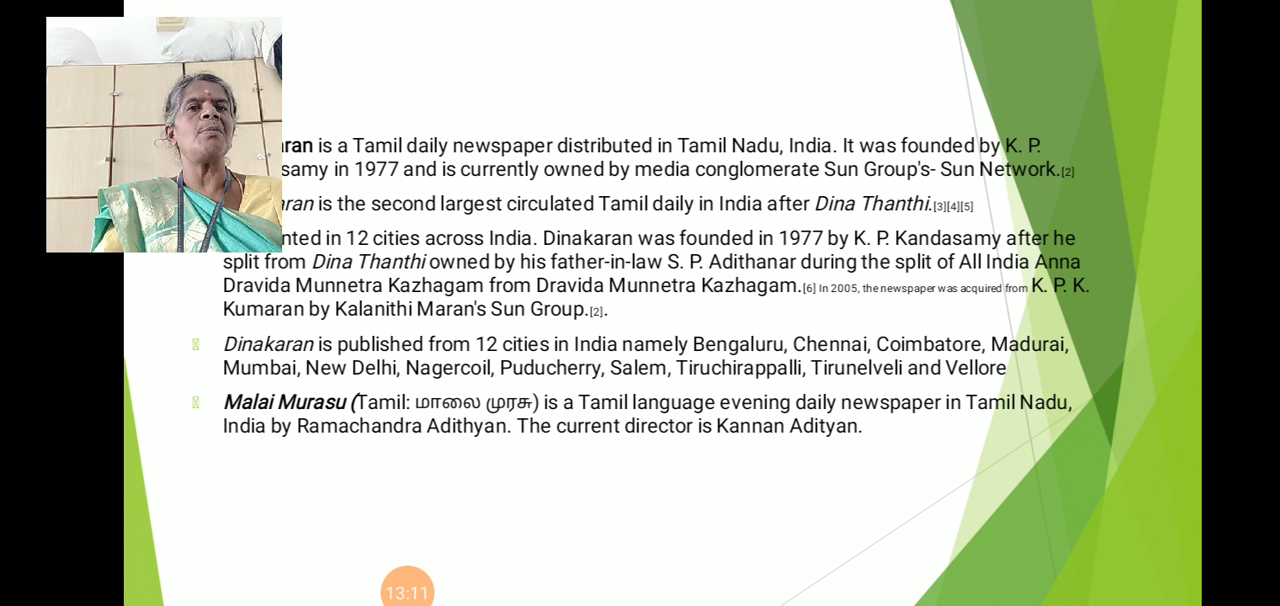 aran is a Tamil daily newspaper distributed in Tamil Nadu, India. It was founded by K. P.
samy in 1977 and is currently owned by media conglomerate Sun Group's- Sun Network.[2]
aran is the second largest circulated Tamil daily in India after Dina Thanthi.[3][4][5]
nted in 12 cities across India. Dinakaran was founded in 1977 by K. P. Kandasamy after he
split from Dina Thanthi owned by his father-in-law S. P. Adithanar during the split of All India Anna
Dravida Munnetra Kazhagam from Dravida Munnetra Kazhagam.[6] In 2005, the newspaper was acquired from K. P. K.
Kumaran by Kalanithi Maran's Sun Group.[2].
Dinakaran is published from 12 cities in India namely Bengaluru, Chennai, Coimbatore, Madurai,
Mumbai, New Delhi, Nagercoil, Puducherry, Salem, Tiruchirappalli, Tirunelveli and Vellore
Malai Murasu (Tamil: மாலை முரசு) is a Tamil language evening daily newspaper in Tamil Nadu,
India by Ramachandra Adithyan. The current director is Kannan Adityan.
13:11